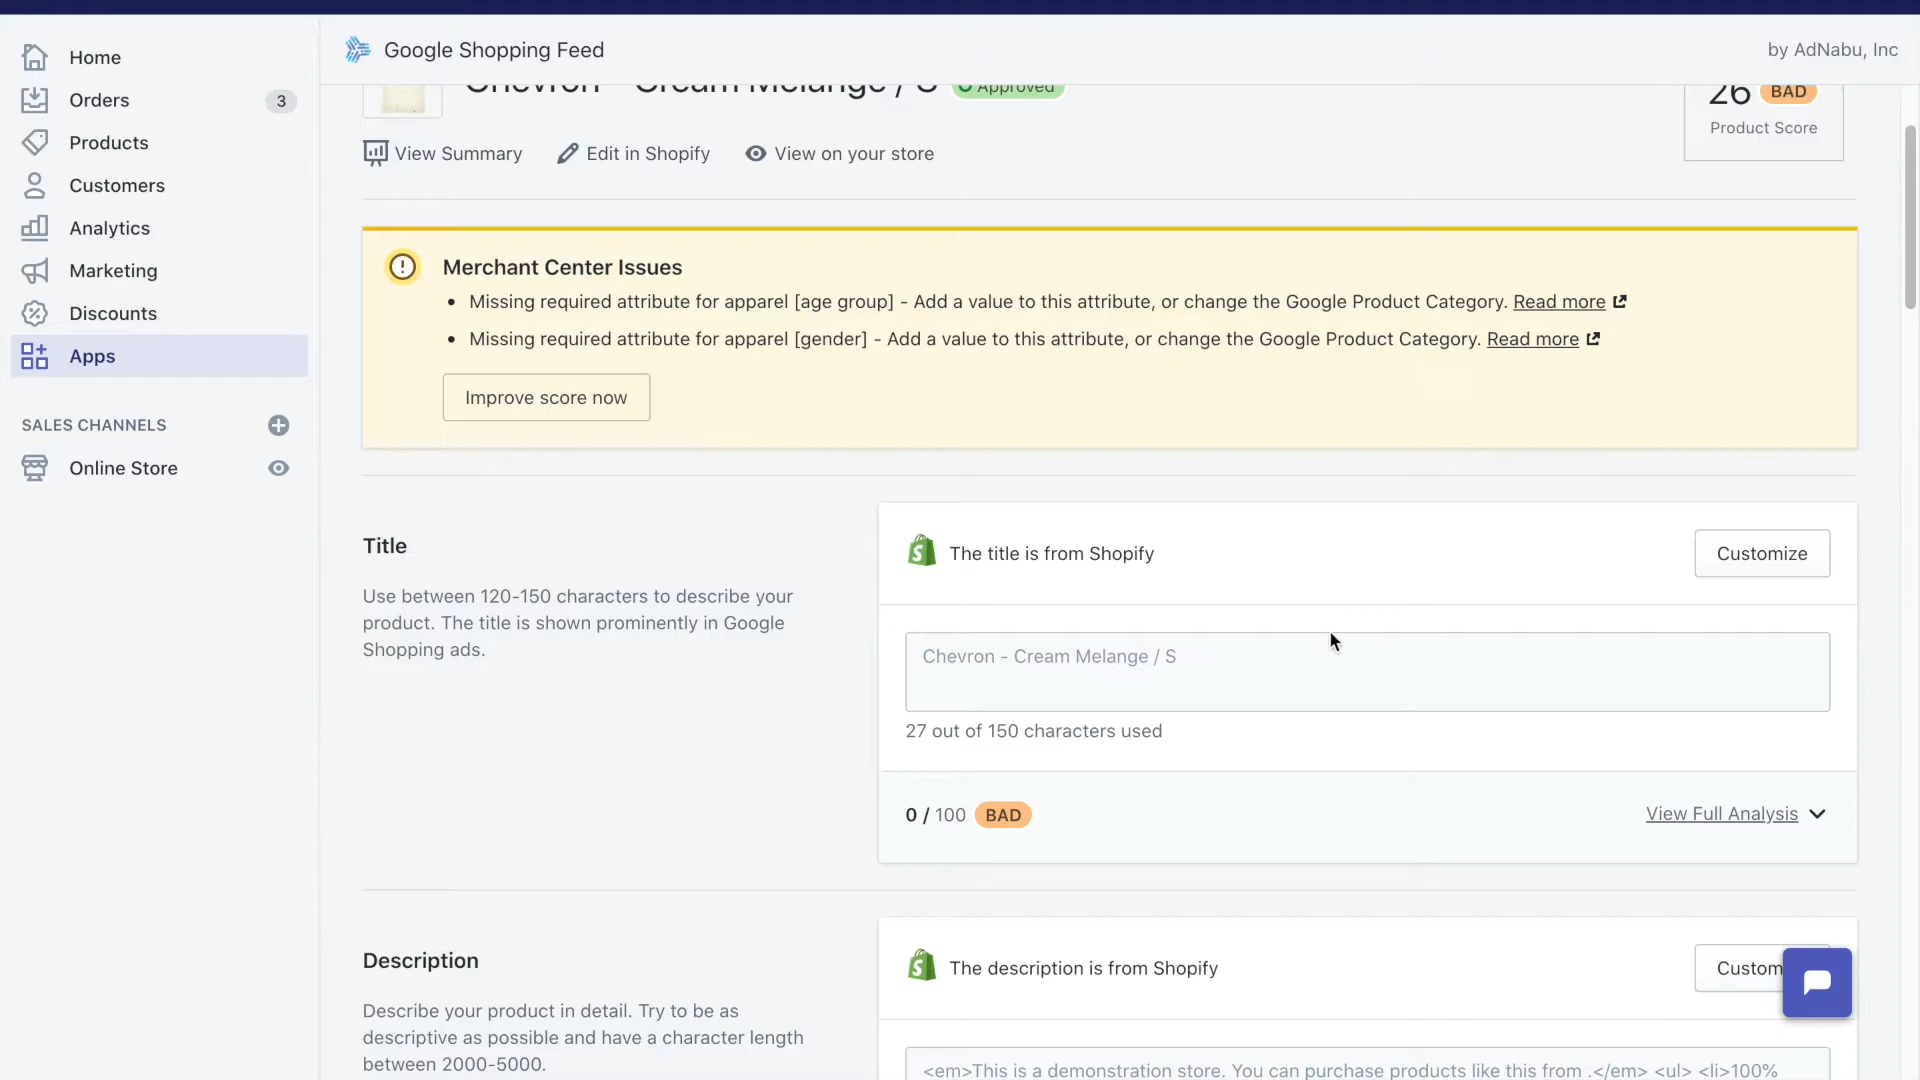 Home
Orders
3
Products
Customers
Analytics
Marketing
Discounts
Apps
SALES CHANNELS
Online Store
Google Shopping Feed
by AdNabu, Inc
Chevron - Cream Melange / S
Approved
26 BAD
Product Score
View Summary
Edit in Shopify
View on your store
Merchant Center Issues
• Missing required attribute for apparel [age group] - Add a value to this attribute, or change the Google Product Category. Read more
• Missing required attribute for apparel [gender] - Add a value to this attribute, or change the Google Product Category. Read more
Improve score now
Title
Use between 120-150 characters to describe your
product. The title is shown prominently in Google
Shopping ads.
The title is from Shopify
Customize
Chevron - Cream Melange / S
27 out of 150 characters used
0 / 100 BAD
View Full Analysis
Description
Describe your product in detail. Try to be as
descriptive as possible and have a character length
between 2000-5000.
The description is from Shopify
Custom
<em>This is a demonstration store. You can purchase products like this from .</em> <ul> <li>100%